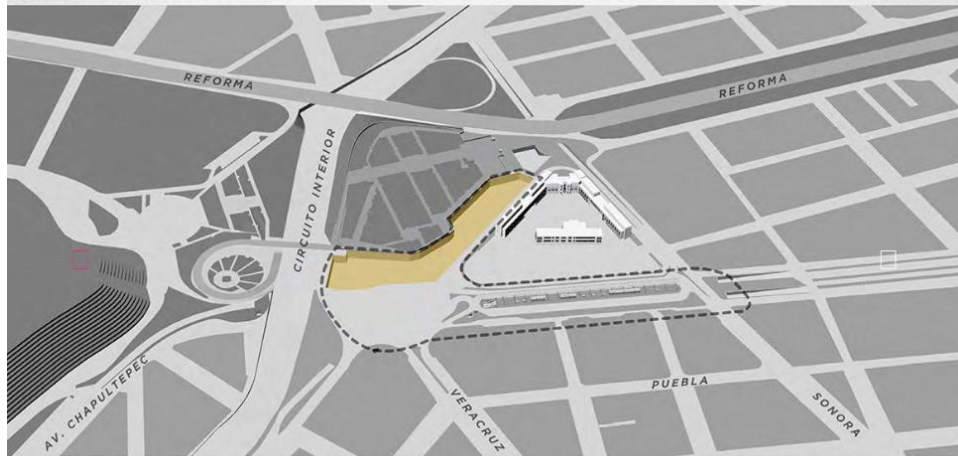 REFORMA
REFORMA
CIRCUITO INTERIOR
AV. CHAPULTEPEC
VERACRUZ
PUEBLA
SONORA